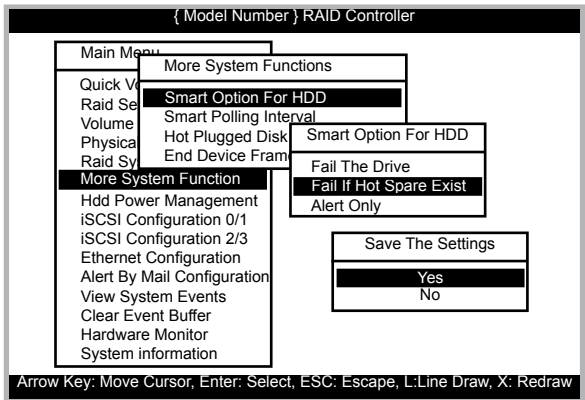 { Model Number } RAID Controller
Main Menu
Quick Vo
Raid Se
Volume
Physica
Raid Sy
More System Function
Hdd Power Management
iSCSI Configuration 0/1
iSCSI Configuration 2/3
Ethernet Configuration
Alert By Mail Configuration
View System Events
Clear Event Buffer
Hardware Monitor
System information
More System Functions
Smart Option For HDD
Smart Polling Interval
Hot Plugged Disk
End Device Fram
Smart Option For HDD
Fail The Drive
Fail If Hot Spare Exist
Alert Only
Save The Settings
Yes
No
Arrow Key: Move Cursor, Enter: Select, ESC: Escape, L:Line Draw, X: Redraw